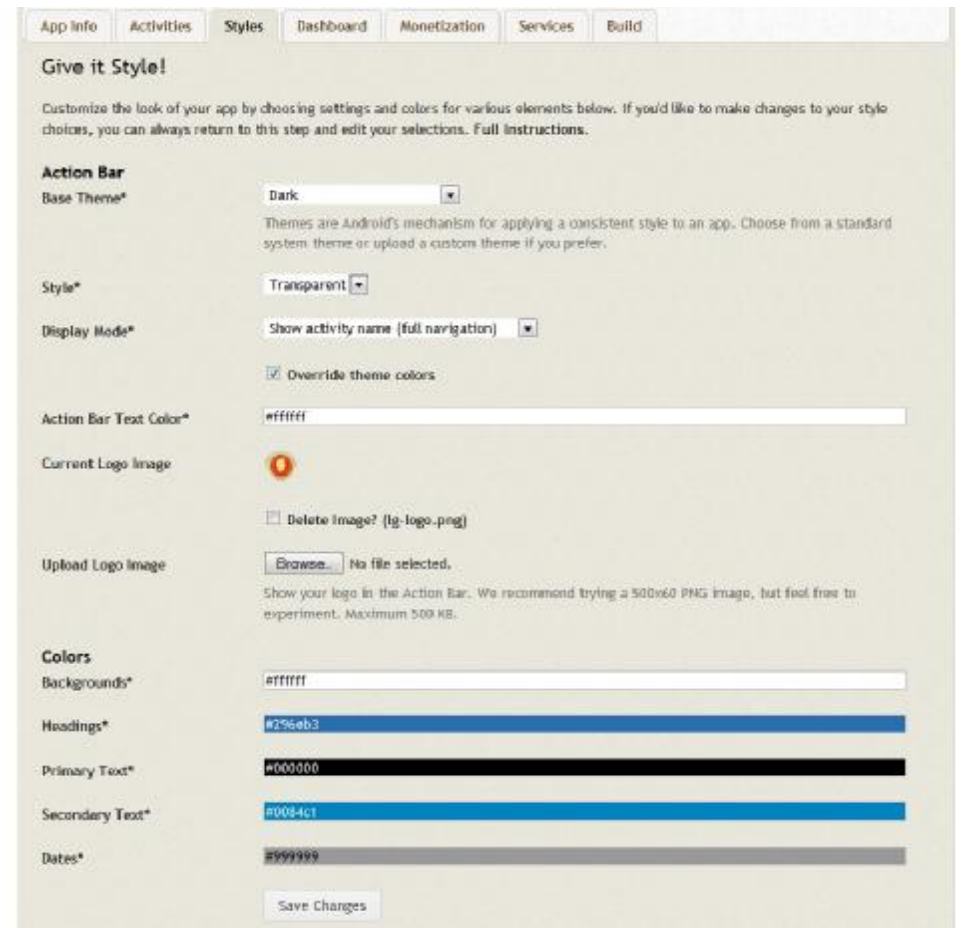 App Info Activities Styles Dashboard Monetization Services Build
Give it Style!
Customize the look of your app by choosing settings and colors for various elements below. If you'd like to make changes to your style
choices, you can always return to this step and edit your selections. Full Instructions.
Action Bar
Base Theme* Dark
Themes are Android's mechanism for applying a consistent style to an app. Choose from a standard
system theme or upload a custom theme if you prefer.
Style* Transparent
Display Mode* Show activity name (full navigation)
Override theme colors
Action Bar Text Color* #ffffff
Current Logo Image
Delete Image? (lg-logo.png)
Upload Logo Image Browse.. No file selected.
Show your logo in the Action Bar. We recommend trying a 500x60 PNG image, but feel free to
experiment. Maximum 500 KB.
Colors
Backgrounds* #ffffff
Headings* #296eb3
Primary Text* #000000
Secondary Text* #0084c1
Dates* #999999
Save Changes